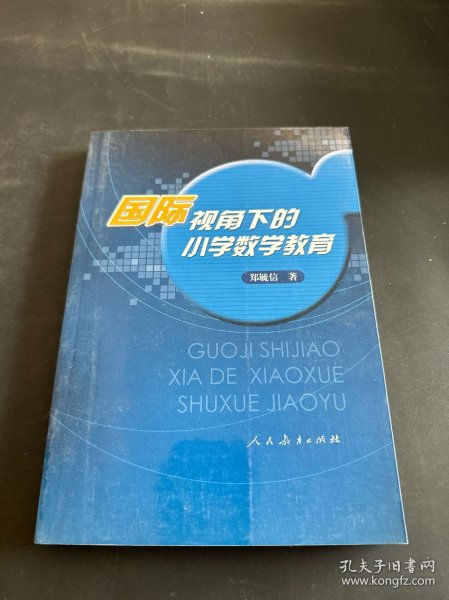 国际视角下的
小学数学教育
郑毓信 著
GUOJI SHIJIAO
XIA DE XIAOXUE
SHUXUE JIAOYU
人民教育出版社
孔夫子旧书网
www.kongfz.com